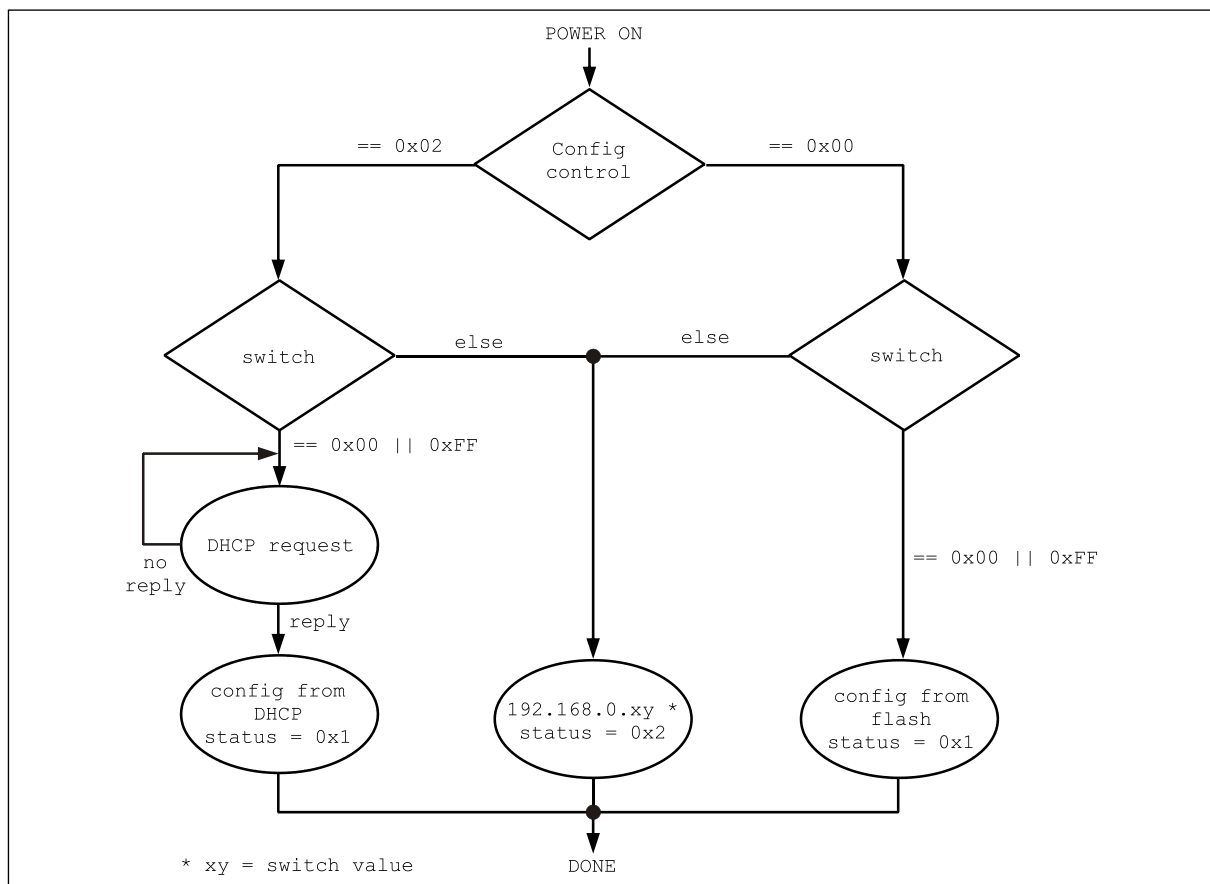 POWER ON
== 0x02
Config
control
== 0x00
switch
else
else
switch
== 0x00 || 0xFF
DHCP request
no
reply
== 0x00 || 0xFF
reply
config from
DHCP
status = 0x1
192.168.0.xy *
status = 0x2
config from
flash
status = 0x1
* xy = switch value
DONE